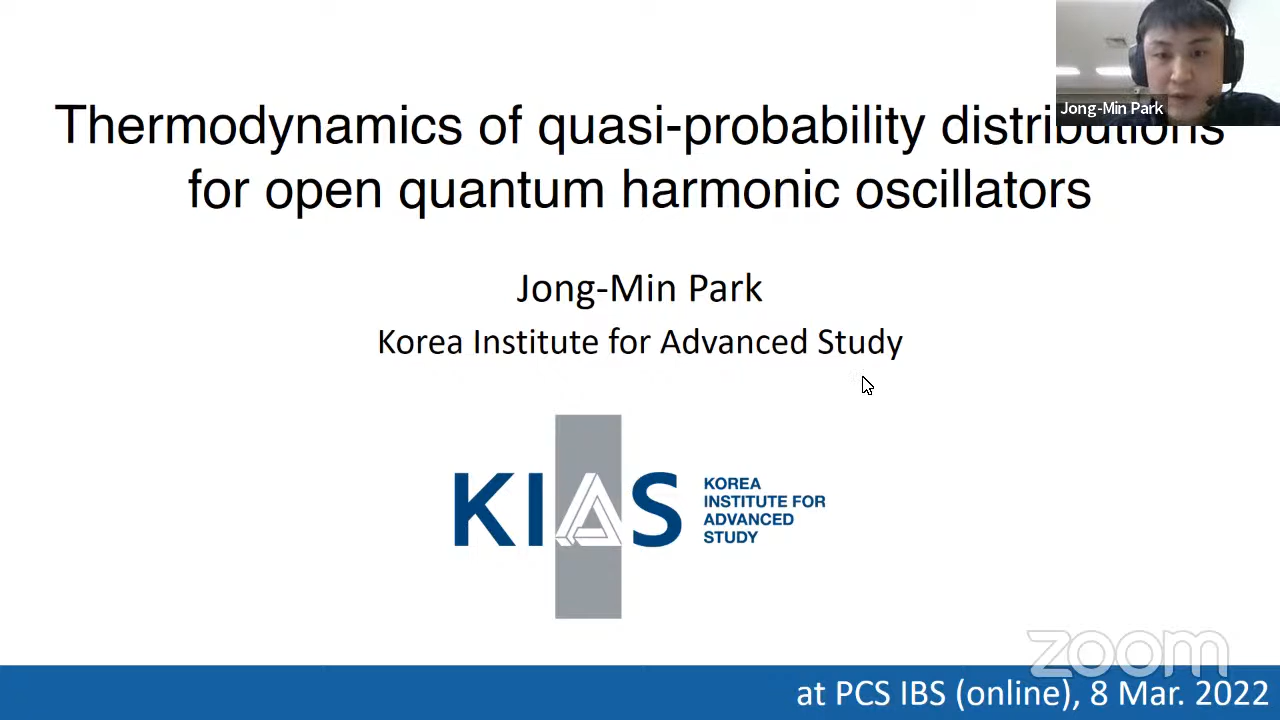 Jong-Min Park
Thermodynamics of quasi-probability distributions
for open quantum harmonic oscillators
Jong-Min Park
Korea Institute for Advanced Study
KIAS
KOREA
INSTITUTE FOR
ADVANCED
STUDY
zoom
at PCS IBS (online), 8 Mar. 2022